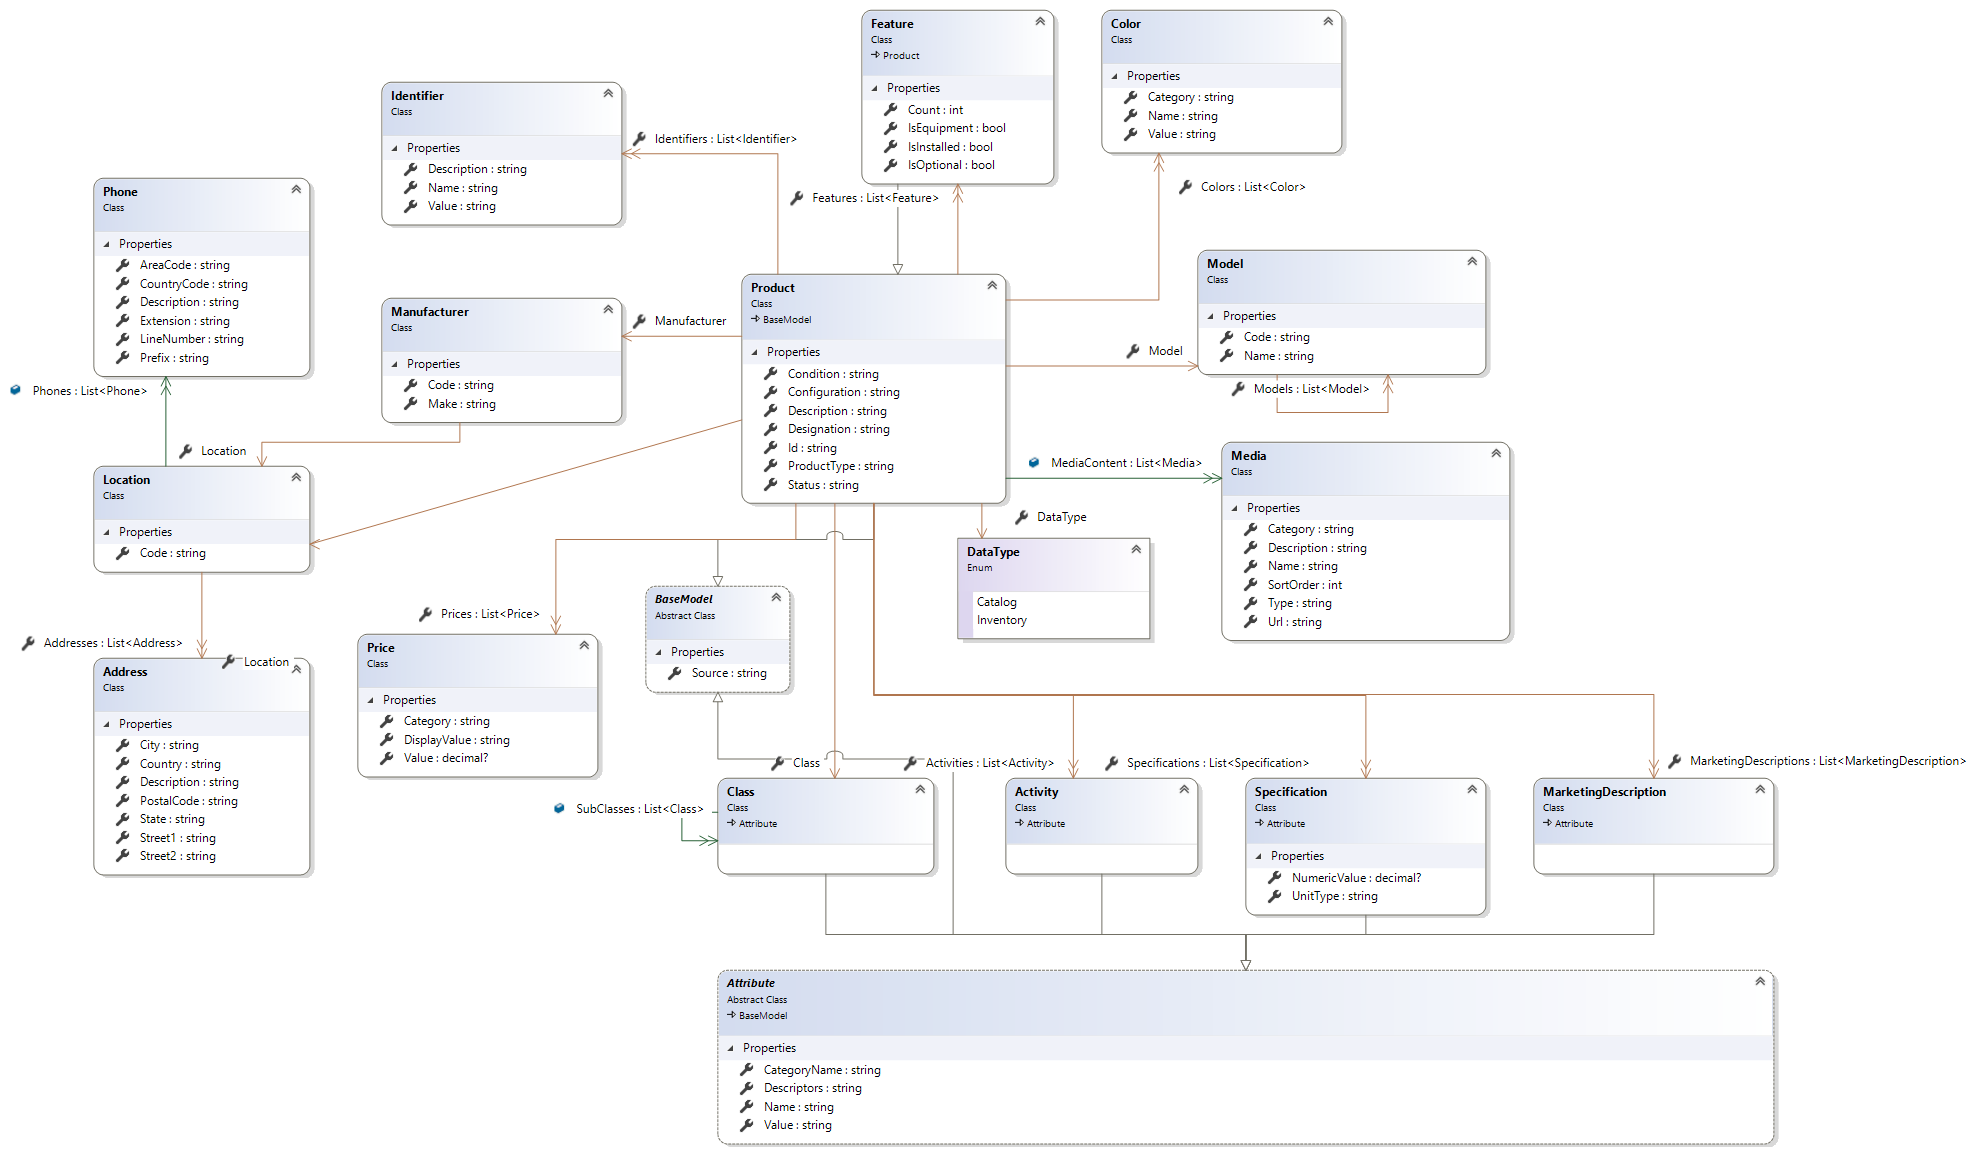 Feature
Class
Product
Properties
Count : int
IsEquipment : bool
IsInstalled : bool
IsOptional : bool
Color
Class
Properties
Category : string
Name : string
Value : string
Identifier
Class
Properties
Description : string
Name : string
Value : string
Identifiers : List<Identifier>
Features : List<Feature>
Colors : List<Color>
Phone
Class
Properties
AreaCode : string
CountryCode : string
Description : string
Extension : string
LineNumber : string
Prefix : string
Phones : List<Phone>
Manufacturer
Class
Properties
Code : string
Make : string
Manufacturer
Product
Class
BaseModel
Properties
Condition : string
Configuration : string
Description : string
Designation : string
Id : string
ProductType : string
Status : string
Model
Model
Class
Properties
Code : string
Name : string
Models : List<Model>
Location
Location
Class
Properties
Code : string
MediaContent : List<Media>
Media
Class
Properties
Category : string
Description : string
Name : string
SortOrder : int
Type : string
Url : string
DataType
DataType
Enum
Catalog
Inventory
Prices : List<Price>
Price
Class
Properties
Category : string
DisplayValue : string
Value : decimal?
BaseModel
Abstract Class
Properties
Source : string
Addresses : List<Address>
Location
Address
Class
Properties
City : string
Country : string
Description : string
PostalCode : string
State : string
Street1 : string
Street2 : string
Class
Activities : List<Activity>
Specifications : List<Specification>
MarketingDescriptions : List<MarketingDescription>
SubClasses : List<Class>
Class
Class
Attribute
Activity
Class
Attribute
Specification
Class
Attribute
Properties
NumericValue : decimal?
UnitType : string
MarketingDescription
Class
Attribute
Attribute
Abstract Class
BaseModel
Properties
CategoryName : string
Descriptors : string
Name : string
Value : string